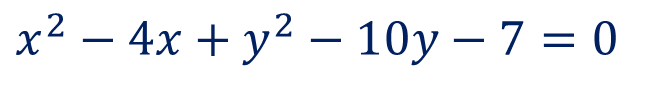 x² − 4x + y² − 10y − 7 = 0